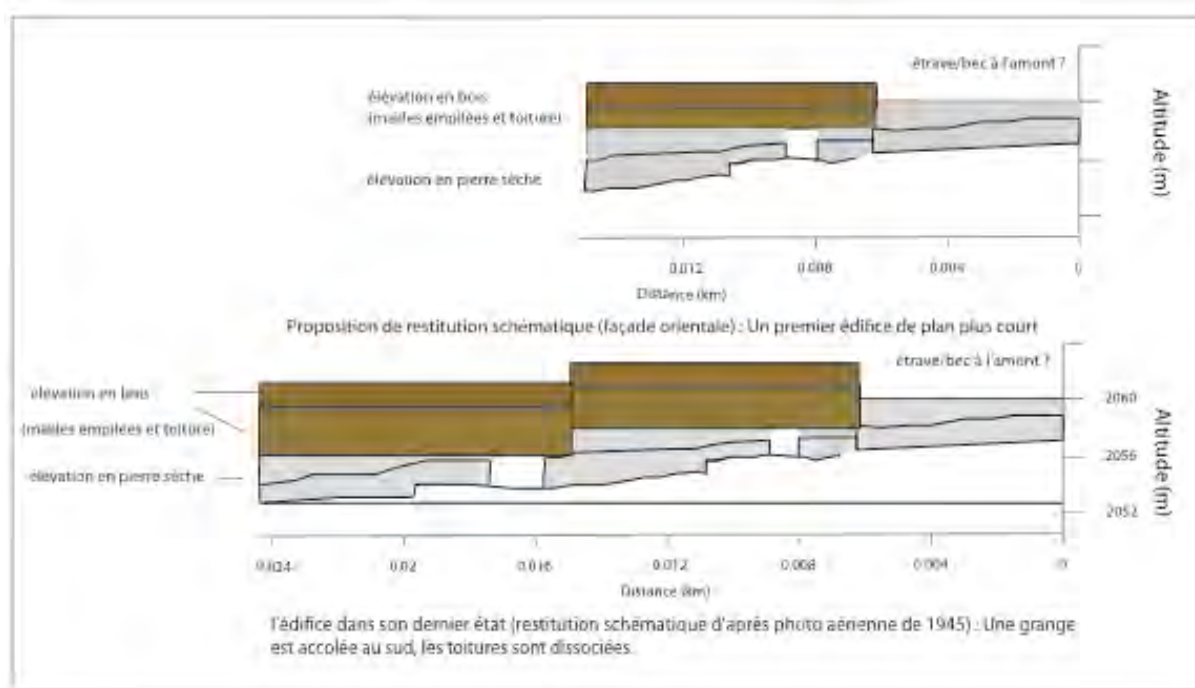 étrave/bec à l'amont ?
élévation en bois
(mailles empilées et toiture)
élévation en pierre sèche
Altitude (m)
0.012 0.008 0.004 0
Distance (km)
Proposition de restitution schématique (façade orientale) : Un premier édifice de plan plus court
étrave/bec à l'amont ?
élévation en bois
(mailles empilées et toiture)
élévation en pierre sèche
2060
2056
2052
Altitude (m)
0.024 0.02 0.016 0.012 0.008 0.004 0
Distance (km)
l'édifice dans son dernier état (restitution schématique d'après photo aérienne de 1945) : Une grange
est accolée au sud, les toitures sont dissociées.